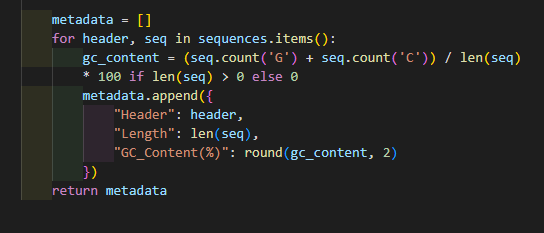 metadata = []
for header, seq in sequences.items():
gc_content = (seq.count('G') + seq.count('C')) / len(seq)
* 100 if len(seq) > 0 else 0
metadata.append({
"Header": header,
"Length": len(seq),
"GC_Content(%)": round(gc_content, 2)
})
return metadata